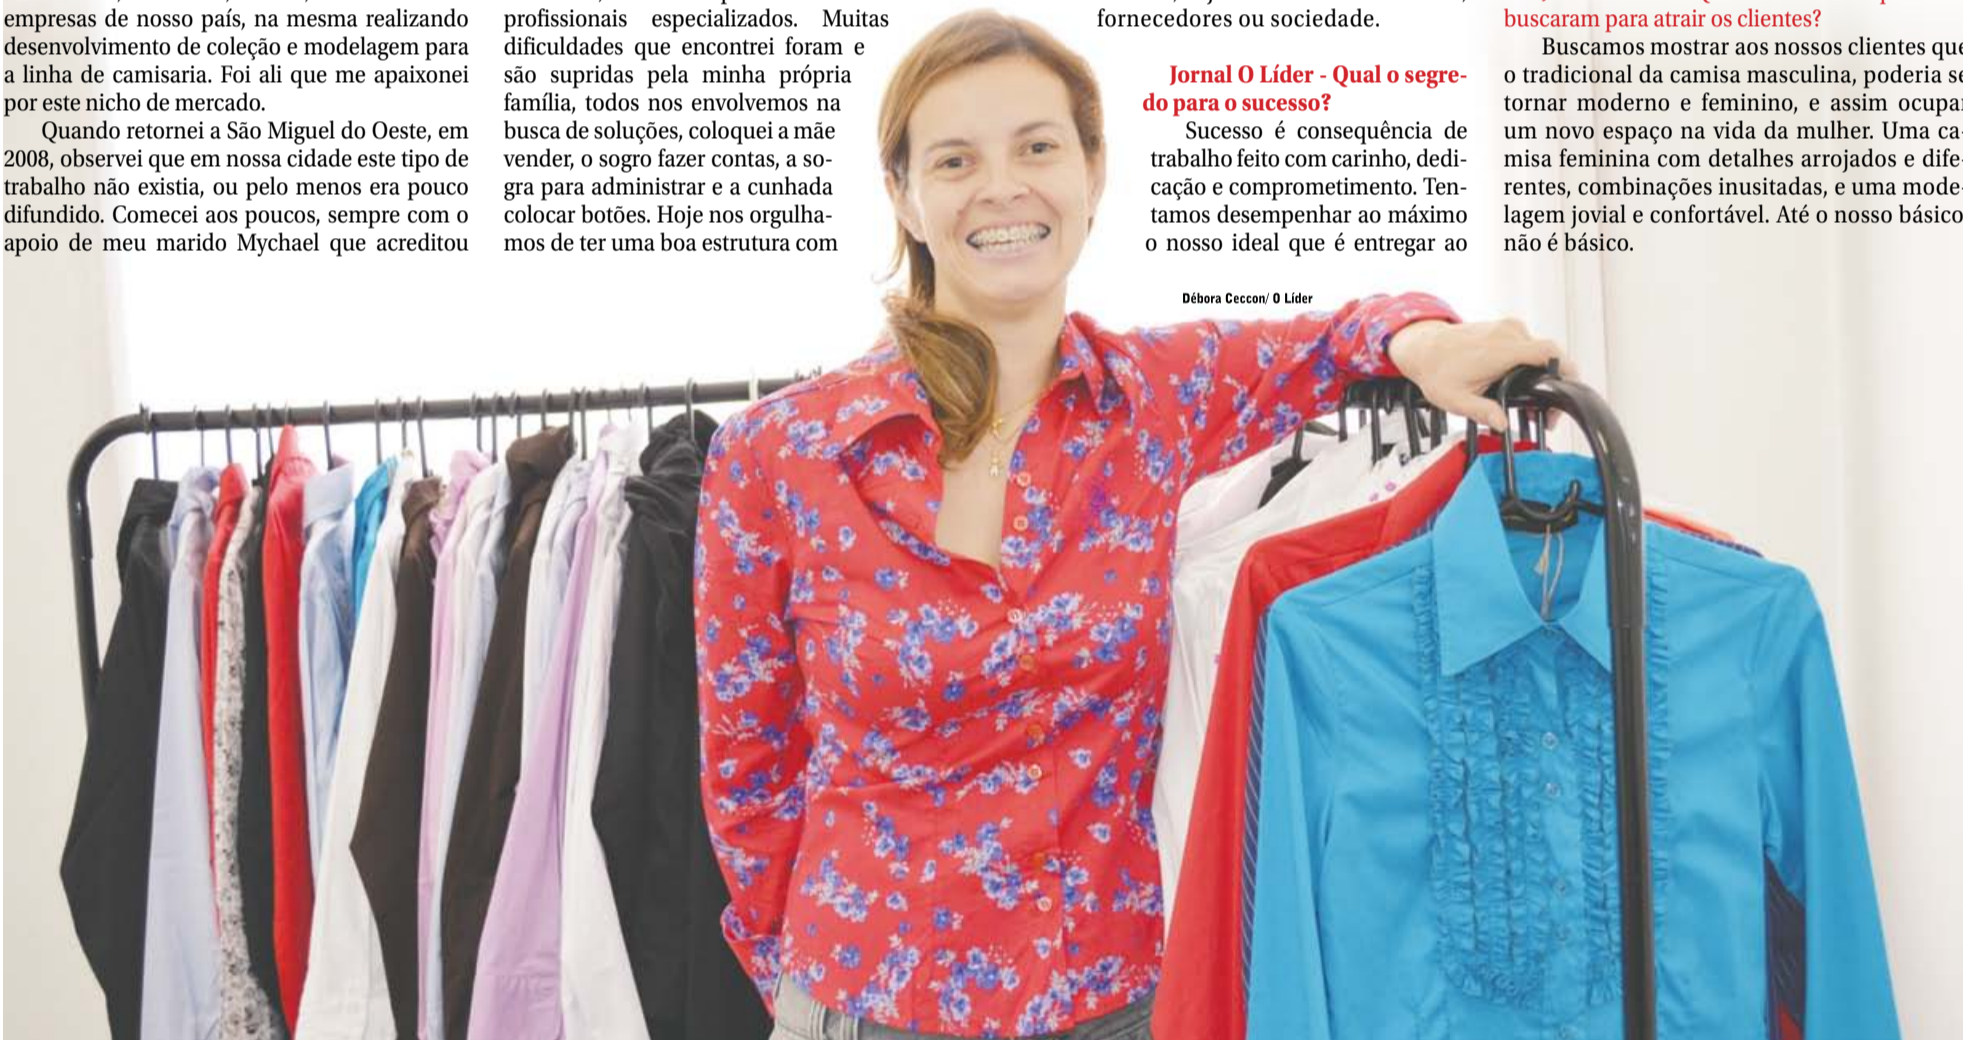 empresas de nosso país, na mesma realizando
desenvolvimento de coleção e modelagem para
a linha de camisaria. Foi ali que me apaixonei
por este nicho de mercado.
Quando retornei a São Miguel do Oeste, em
2008, observei que em nossa cidade este tipo de
trabalho não existia, ou pelo menos era pouco
difundido. Comecei aos poucos, sempre com o
apoio de meu marido Mychael que acreditou
profissionais especializados. Muitas
dificuldades que encontrei foram e
são supridas pela minha própria
família, todos nos envolvemos na
busca de soluções, coloquei a mãe
vender, o sogro fazer contas, a so-
gra para administrar e a cunhada
colocar botões. Hoje nos orgulha-
mos de ter uma boa estrutura com
fornecedores ou sociedade.
Jornal O Líder - Qual o segre-
do para o sucesso?
Sucesso é consequência de
trabalho feito com carinho, dedi-
cação e comprometimento. Ten-
tamos desempenhar ao máximo
o nosso ideal que é entregar ao
buscaram para atrair os clientes?
Buscamos mostrar aos nossos clientes que
o tradicional da camisa masculina, poderia se
tornar moderno e feminino, e assim ocupar
um novo espaço na vida da mulher. Uma ca-
misa feminina com detalhes arrojados e dife-
rentes, combinações inusitadas, e uma mode-
lagem jovial e confortável. Até o nosso básico
não é básico.
Débora Ceccon/ O Líder